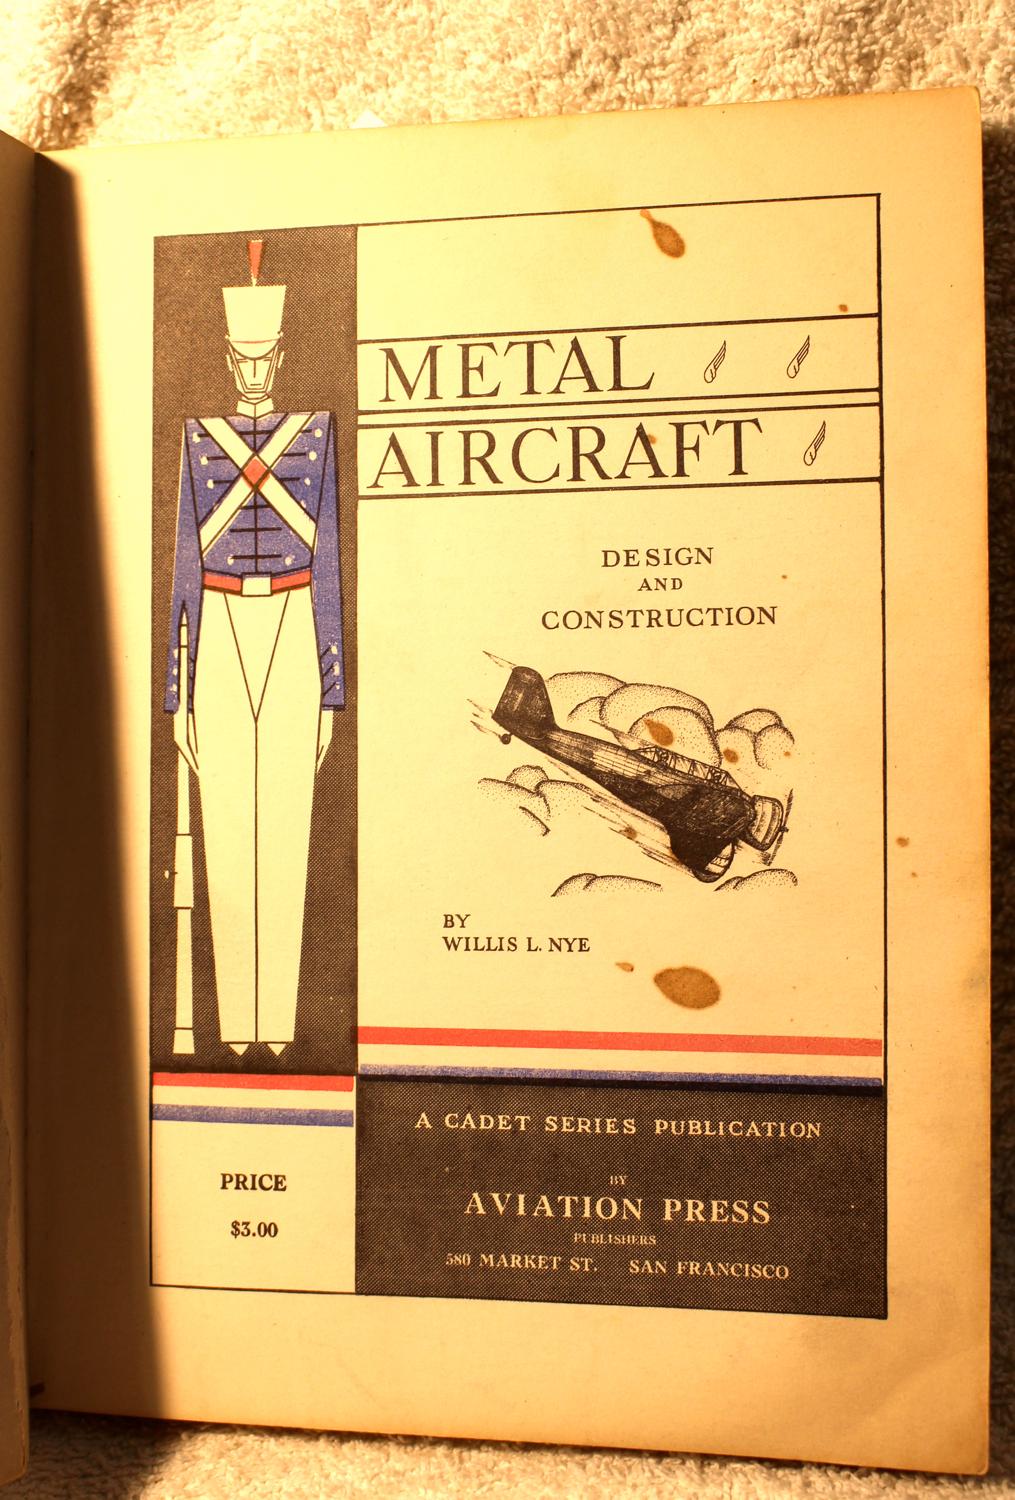 METAL
AIRCRAFT
DESIGN
AND
CONSTRUCTION
BY
WILLIS L. NYE
A CADET SERIES PUBLICATION
BY
AVIATION PRESS
PUBLISHERS
580 MARKET ST. SAN FRANCISCO
PRICE
$3.00